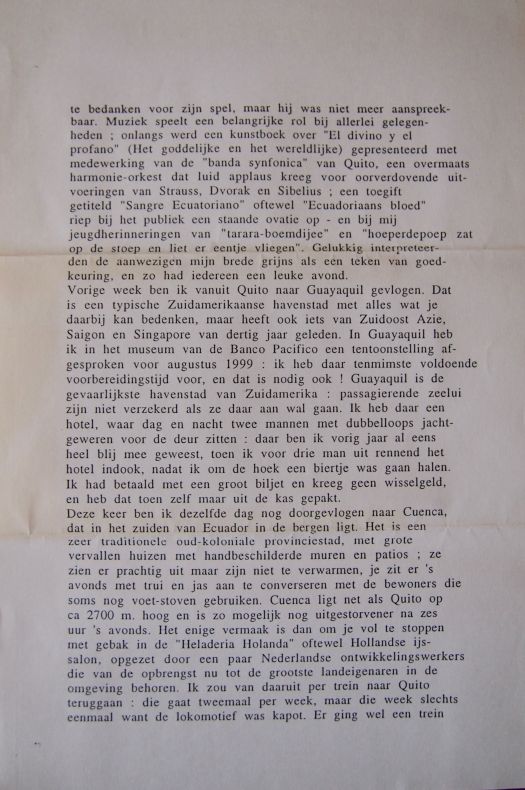 te bedanken voor zijn spel, maar hij was niet meer aanspreek-
baar. Muziek speelt een belangrijke rol bij allerlei gelegen-
heden ; onlangs werd een kunstboek over "El divino y el
profano" (Het goddelijke en het wereldlijke) gepresenteerd met
medewerking van de "banda synfonica" van Quito, een overmaats
harmonie-orkest dat luid applaus kreeg voor oorverdovende uit-
voeringen van Strauss, Dvorak en Sibelius ; een toegift
getiteld "Sangre Ecuatoriano" oftewel "Ecuadoriaans bloed"
riep bij het publiek een staande ovatie op - en bij mij
jeugdherinneringen van "tarara-boemdijee" en "hoeperdepoep zat
op de stoep en liet er eentje vliegen". Gelukkig interpreteer-
den de aanwezigen mijn brede grijns als een teken van goed-
keuring, en zo had iedereen een leuke avond.
Vorige week ben ik vanuit Quito naar Guayaquil gevlogen. Dat
is een typische Zuidamerikaanse havenstad met alles wat je
daarbij kan bedenken, maar heeft ook iets van Zuidoost Azie,
Saigon en Singapore van dertig jaar geleden. In Guayaquil heb
ik in het museum van de Banco Pacifico een tentoonstelling af-
gesproken voor augustus 1999 : ik heb daar tenminste voldoende
voorbereidingstijd voor, en dat is nodig ook ! Guayaquil is de
gevaarlijkste havenstad van Zuidamerika : passagierende zeelui
zijn niet verzekerd als ze daar aan wal gaan. Ik heb daar een
hotel, waar dag en nacht twee mannen met dubbelloops jacht-
geweren voor de deur zitten : daar ben ik vorig jaar al eens
heel blij mee geweest, toen ik voor drie man uit rennend het
hotel indook, nadat ik om de hoek een biertje was gaan halen.
Ik had betaald met een groot biljet en kreeg geen wisselgeld,
en heb dat toen zelf maar uit de kas gepakt.
Deze keer ben ik dezelfde dag nog doorgevlogen naar Cuenca,
dat in het zuiden van Ecuador in de bergen ligt. Het is een
zeer traditionele oud-koloniale provinciestad, met grote
vervallen huizen met handbeschilderde muren en patios ; ze
zien er prachtig uit maar zijn niet te verwarmen, je zit er 's
avonds met trui en jas aan te converseren met de bewoners die
soms nog voet-stoven gebruiken. Cuenca ligt net als Quito op
ca 2700 m. hoog en is zo mogelijk nog uitgestorvener na zes
uur 's avonds. Het enige vermaak is dan om je vol te stoppen
met gebak in de "Heladeria Holanda" oftewel Hollandse ijs-
salon, opgezet door een paar Nederlandse ontwikkelingswerkers
die van de opbrengst nu tot de grootste landeigenaren in de
omgeving behoren. Ik zou van daaruit per trein naar Quito
teruggaan : die gaat tweemaal per week, maar die week slechts
eenmaal want de lokomotief was kapot. Er ging wel een trein